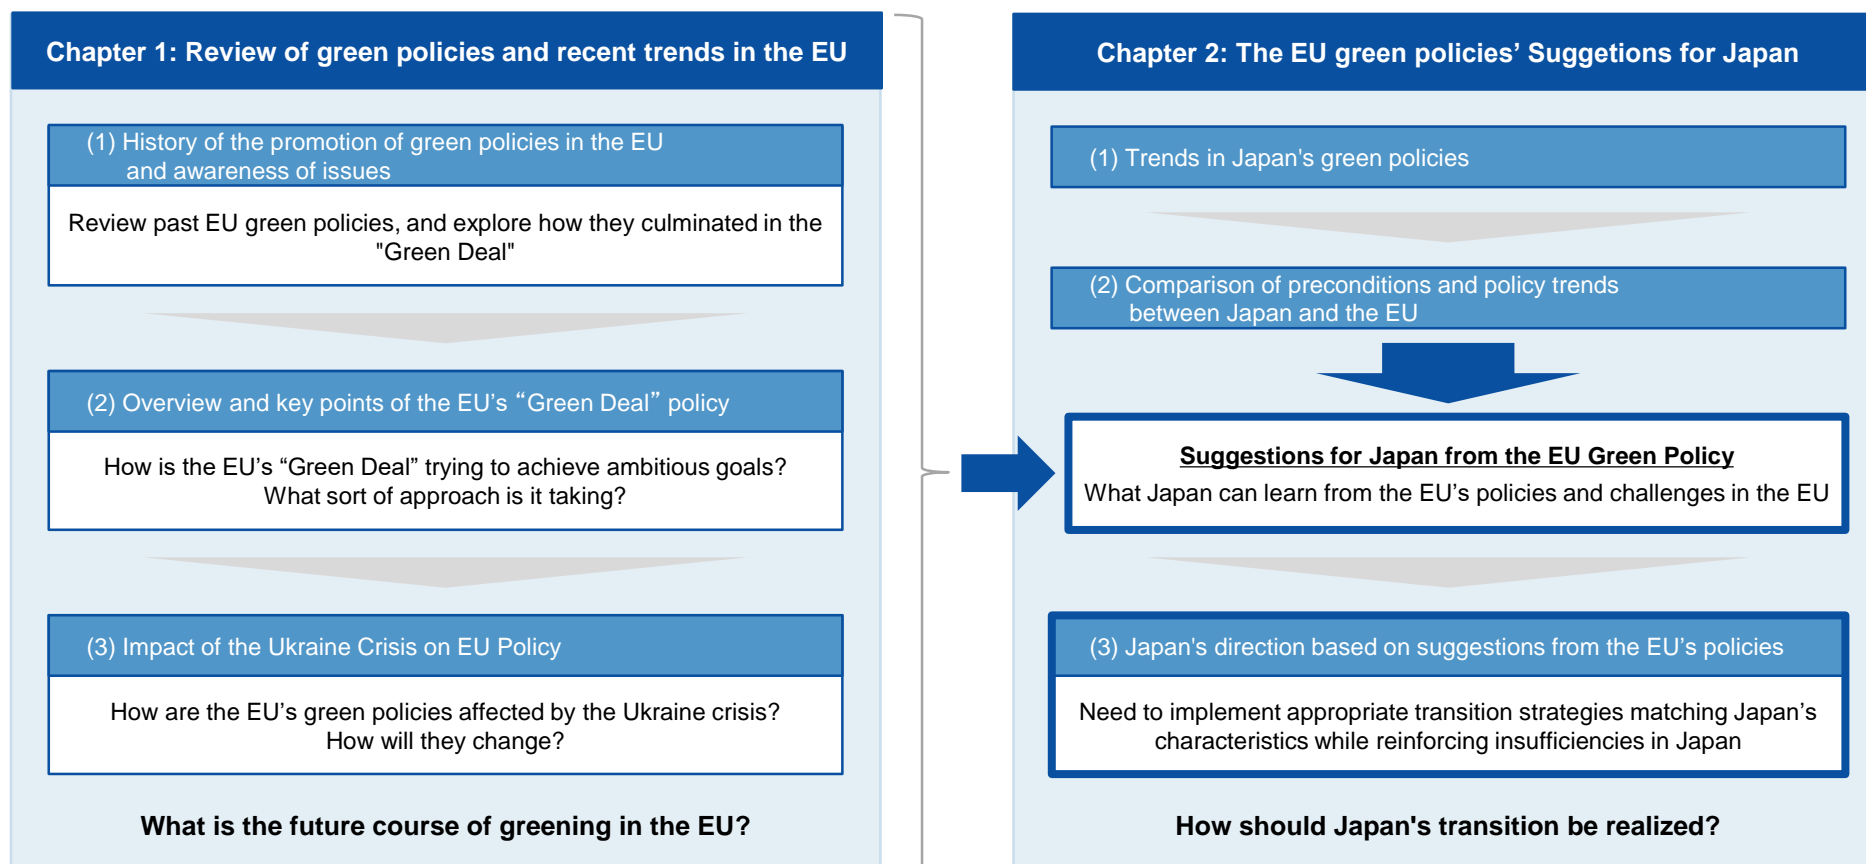 Chapter 1: Review of green policies and recent trends in the EU
(1) History of the promotion of green policies in the EU
and awareness of issues
Review past EU green policies, and explore how they culminated in the
"Green Deal"
(2) Overview and key points of the EU’s “Green Deal” policy
How is the EU’s “Green Deal” trying to achieve ambitious goals?
What sort of approach is it taking?
(3) Impact of the Ukraine Crisis on EU Policy
How are the EU’s green policies affected by the Ukraine crisis?
How will they change?
What is the future course of greening in the EU?
Chapter 2: The EU green policies’ Suggetions for Japan
(1) Trends in Japan's green policies
(2) Comparison of preconditions and policy trends
between Japan and the EU
Suggestions for Japan from the EU Green Policy
What Japan can learn from the EU’s policies and challenges in the EU
(3) Japan's direction based on suggestions from the EU’s policies
Need to implement appropriate transition strategies matching Japan’s
characteristics while reinforcing insufficiencies in Japan
How should Japan's transition be realized?